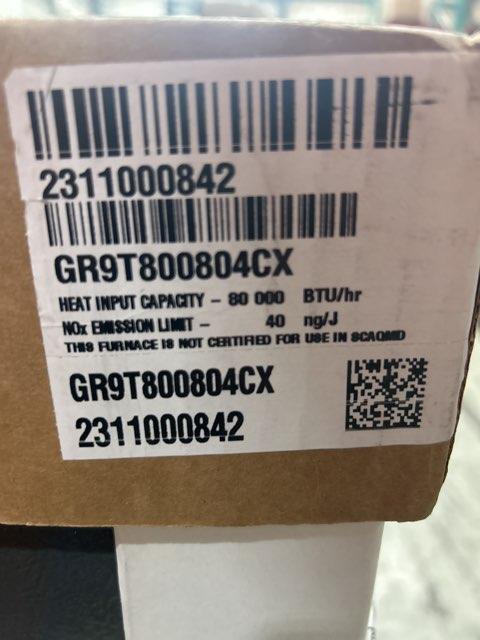 2311000842
GR9T800804CX
HEAT INPUT CAPACITY – 80 000 BTU/hr
NOx EMISSION LIMIT – 40 ng/J
THIS FURNACE IS NOT CERTIFIED FOR USE IN SCAQMD
GR9T800804CX
2311000842